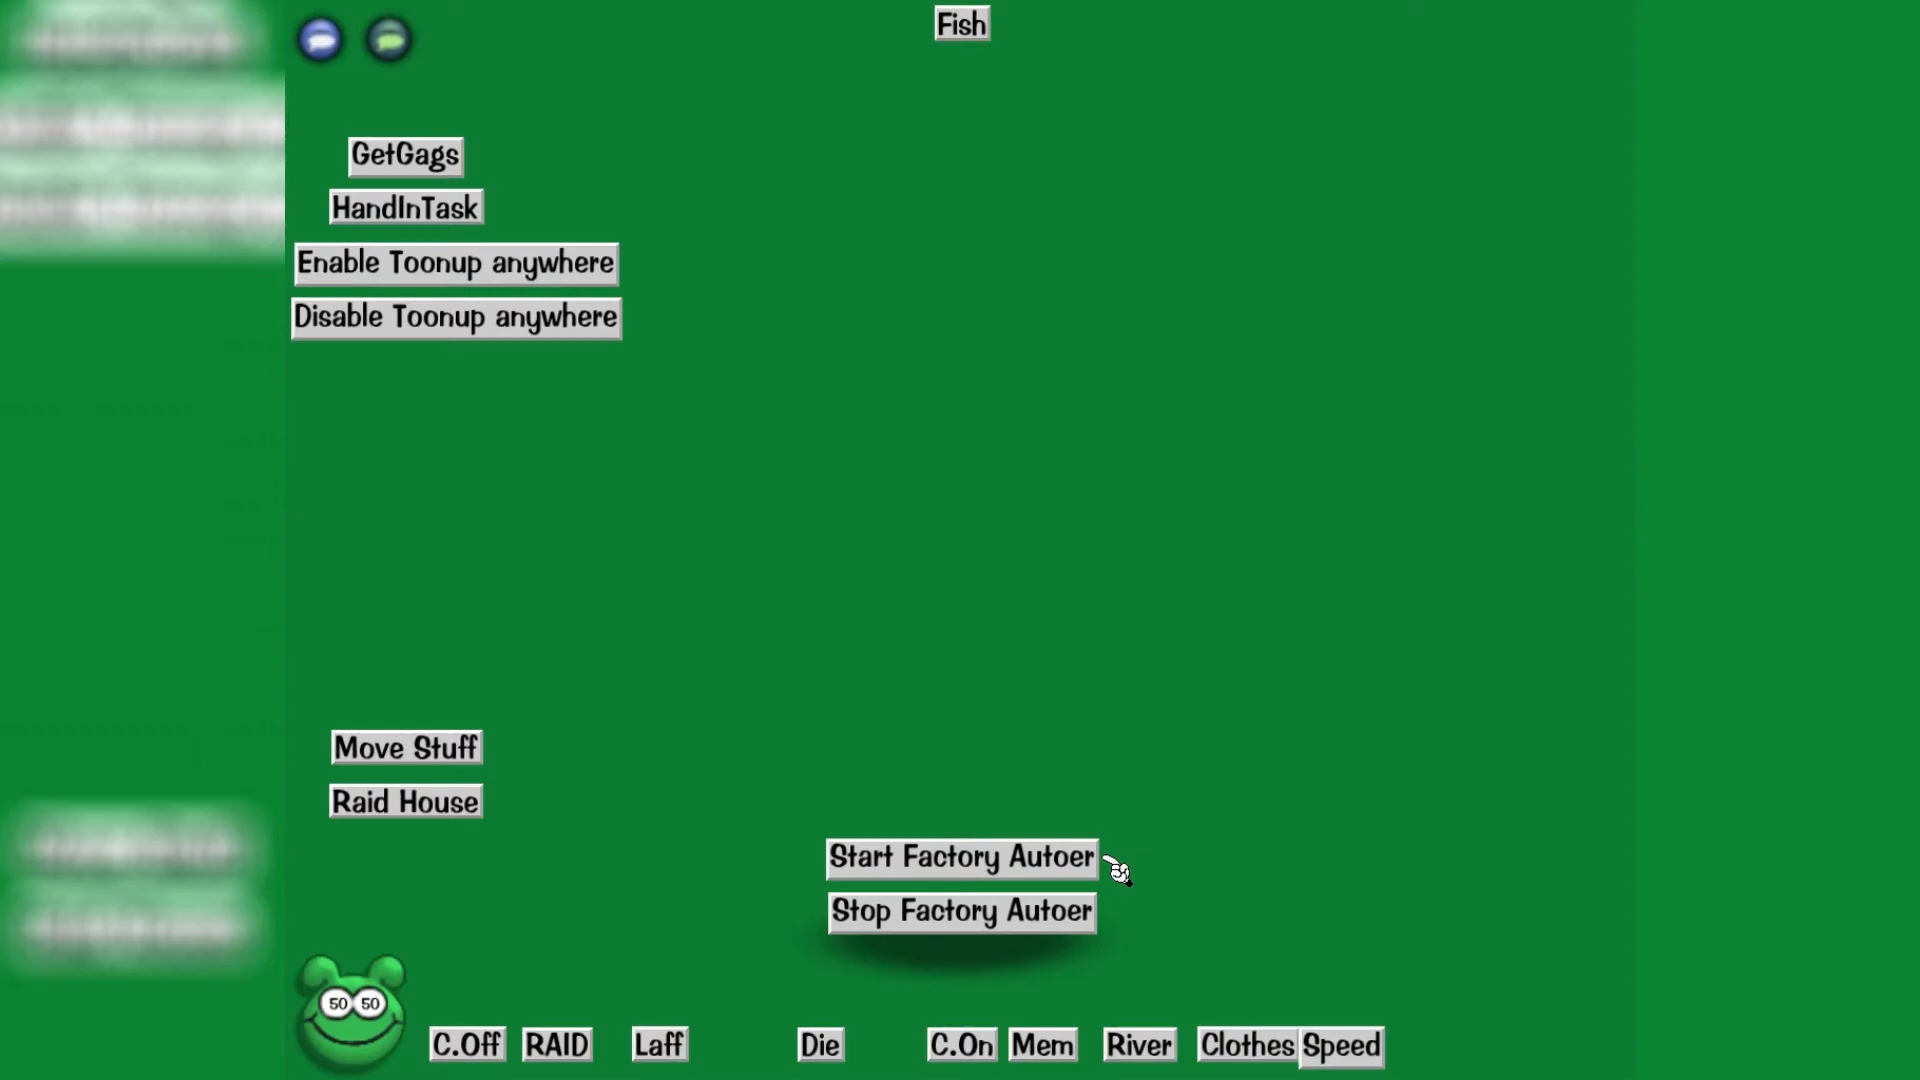 Fish
GetGags
HandInTask
Enable Toonup anywhere
Disable Toonup anywhere
Move Stuff
Raid House
Start Factory Autoer
Stop Factory Autoer
50 50
C.Off RAID Laff Die C.On Mem River Clothes Speed